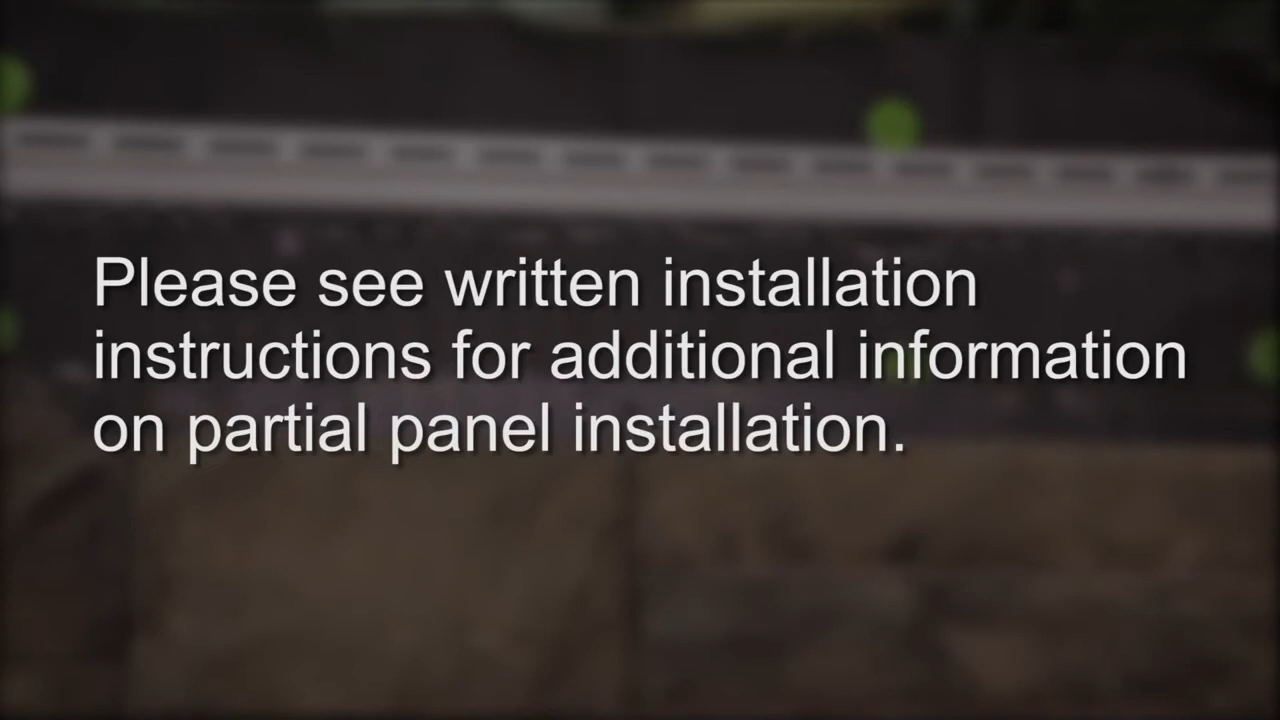 Please see written installation
instructions for additional information
on partial panel installation.